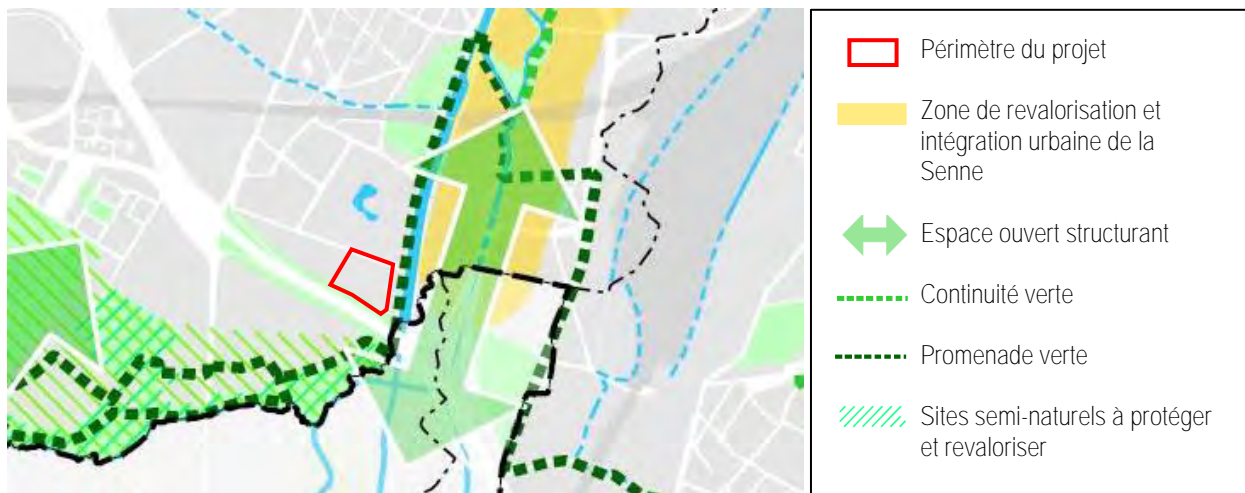 Périmètre du projet
Zone de revalorisation et
intégration urbaine de la
Senne
Espace ouvert structurant
Continuité verte
Promenade verte
Sites semi-naturels à protéger
et revaloriser